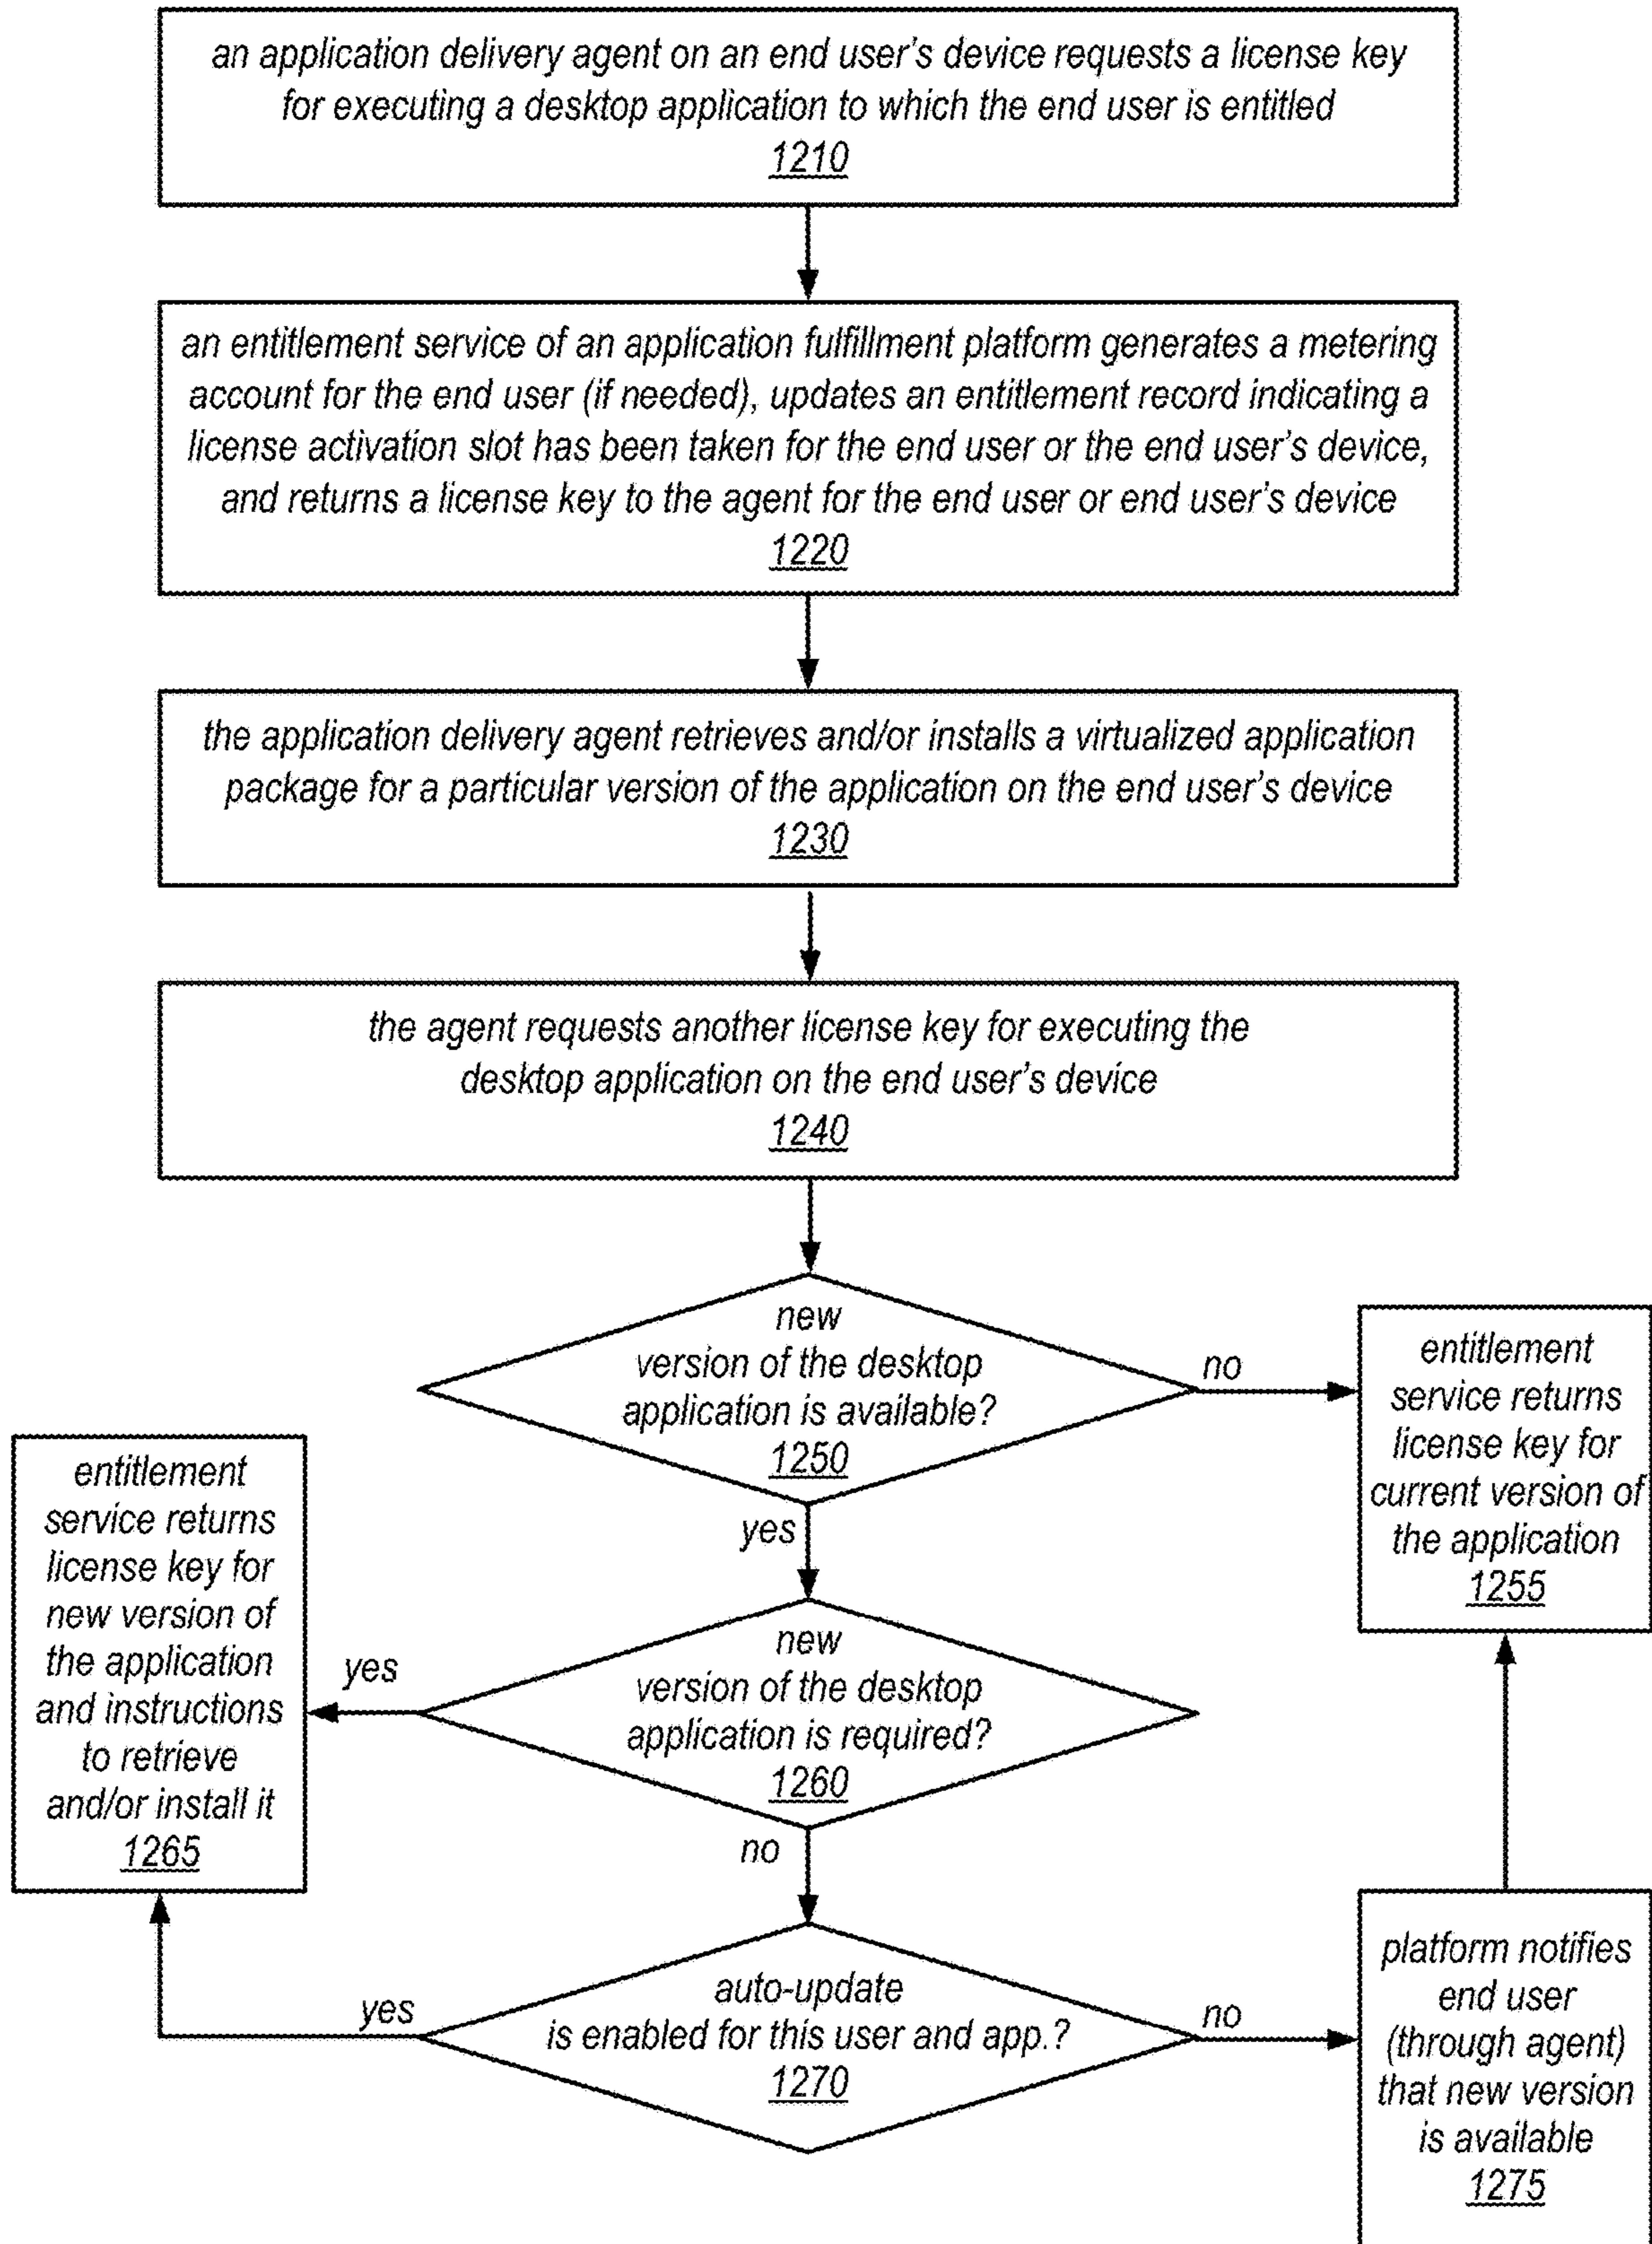 an application delivery agent on an end user's device requests a license key
for executing a desktop application to which the end user is entitled
1210
an entitlement service of an application fulfillment platform generates a metering
account for the end user (if needed), updates an entitlement record indicating a
license activation slot has been taken for the end user or the end user's device,
and returns a license key to the agent for the end user or end user's device
1220
the application delivery agent retrieves and/or installs a virtualized application
package for a particular version of the application on the end user's device
1230
the agent requests another license key for executing the
desktop application on the end user's device
1240
new
version of the desktop
application is available?
1250
no
entitlement
service returns
license key for
current version of
the application
1255
yes
new
version of the desktop
application is required?
1260
yes
entitlement
service returns
license key for
new version of
the application
and instructions
to retrieve
and/or install it
1265
no
auto-update
is enabled for this user and app.?
1270
yes
no
platform notifies
end user
(through agent)
that new version
is available
1275